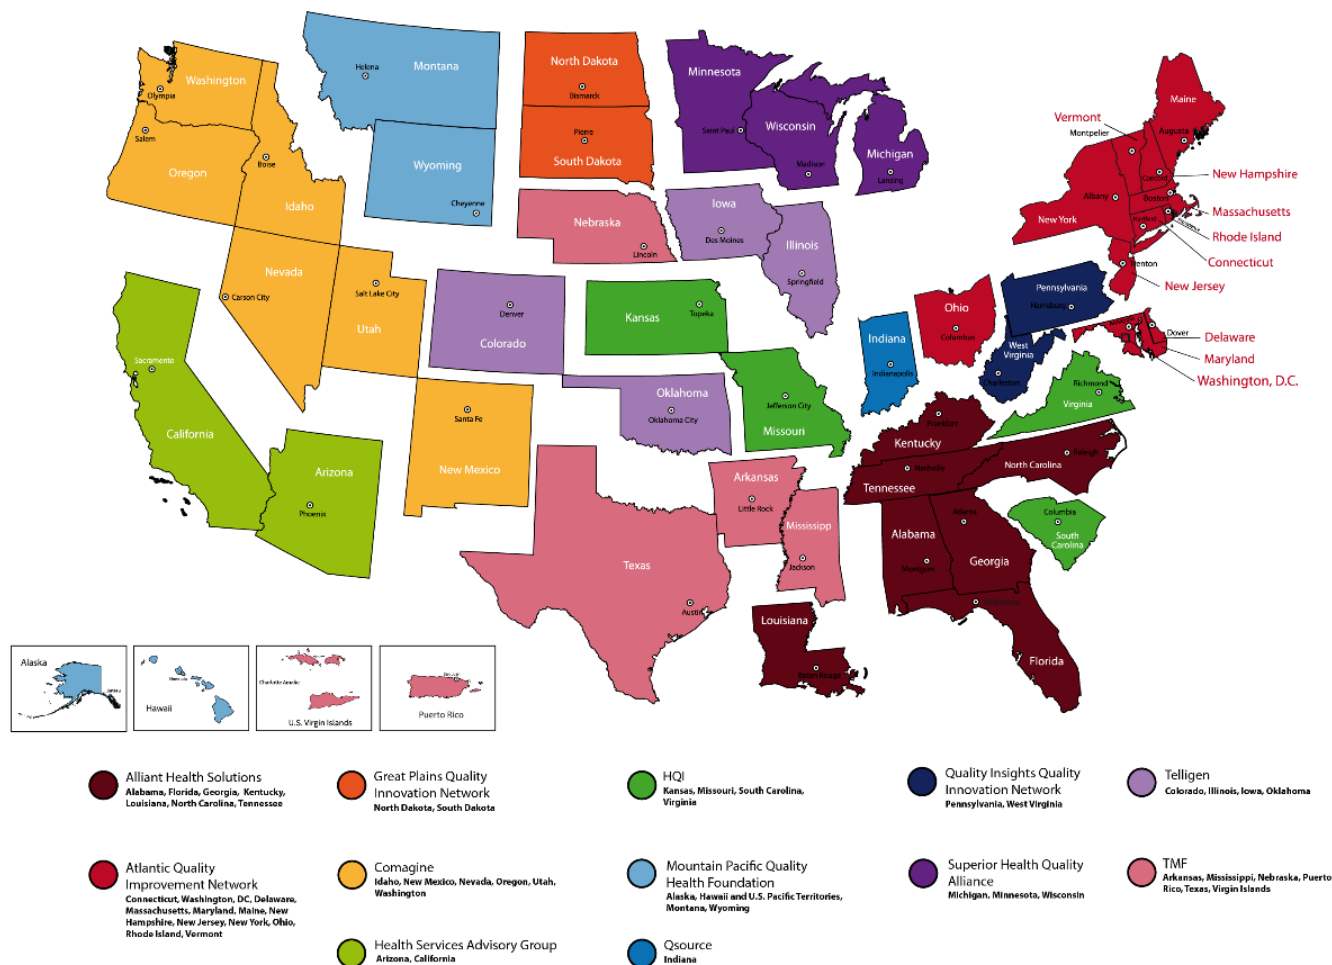 Washington
Olympia
Salem
Oregon
Boise
Idaho
Helena
Montana
Wyoming
Cheyenne
North Dakota
Bismarck
Pierre
South Dakota
Nebraska
Lincoln
Minnesota
Saint Paul
Wisconsin
Madison
Michigan
Lansing
Iowa
Des Moines
Illinois
Springfield
Nevada
Carson City
Salt Lake City
Utah
Denver
Colorado
Kansas
Topeka
Sacramento
California
Arizona
Phoenix
Santa Fe
New Mexico
Oklahoma
Oklahoma City
Jefferson City
Missouri
Texas
Austin
Arkansas
Little Rock
Mississipp
Jackson
Louisiana
Baton Rouge
Indiana
Indianapolis
Ohio
Columbus
Pennsylvania
Harrisburg
West
Virginia
Charleston
Richmond
Virginia
Kentucky
Frankfort
Nashville
Tennessee
North Carolina
Raleigh
Columbia
South
Carolina
Alabama
Montgom
Atlanta
Georgia
Florida
Maine
Augusta
Vermont
Montpelier
Concord
New Hampshire
Albany
New York
Boston
Massachusetts
Hartford
Rhode Island
Connecticut
Trenton
New Jersey
Dover
Delaware
Maryland
Washington, D.C.
Alaska
Juneau
Hawaii
Charlotte Amalie
U.S. Virgin Islands
Puerto Rico
Alliant Health Solutions
Alabama, Florida, Georgia, Kentucky,
Louisiana, North Carolina, Tennessee
Great Plains Quality
Innovation Network
North Dakota, South Dakota
HQI
Kansas, Missouri, South Carolina,
Virginia
Quality Insights Quality
Innovation Network
Pennsylvania, West Virginia
Telligen
Colorado, Illinois, Iowa, Oklahoma
Atlantic Quality
Improvement Network
Connecticut, Washington, DC, Delaware,
Massachusetts, Maryland, Maine, New
Hampshire, New Jersey, New York, Ohio,
Rhode Island, Vermont
Comagine
Idaho, New Mexico, Nevada, Oregon, Utah,
Washington
Mountain Pacific Quality
Health Foundation
Alaska, Hawaii and U.S. Pacific Territories,
Montana, Wyoming
Superior Health Quality
Alliance
Michigan, Minnesota, Wisconsin
TMF
Arkansas, Mississippi, Nebraska, Puerto
Rico, Texas, Virgin Islands
Health Services Advisory Group
Arizona, California
Qsource
Indiana